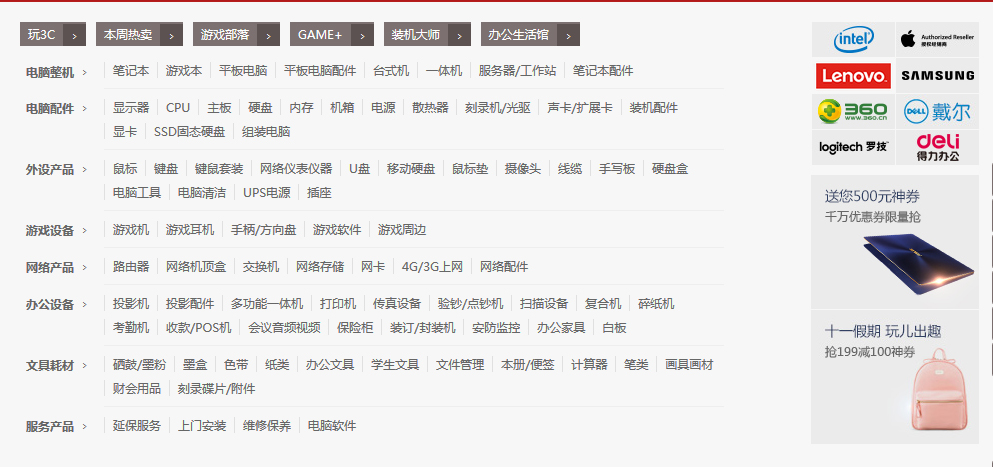 玩3C > 本周热卖 > 游戏部落 > GAME+ > 装机大师 > 办公生活馆 >
电脑整机 > 笔记本 游戏本 平板电脑 平板电脑配件 台式机 一体机 服务器/工作站 笔记本配件
电脑配件 > 显示器 CPU 主板 硬盘 内存 机箱 电源 散热器 刻录机/光驱 声卡/扩展卡 装机配件
显卡 SSD固态硬盘 组装电脑
外设产品 > 鼠标 键盘 键鼠套装 网络仪表仪器 U盘 移动硬盘 鼠标垫 摄像头 线缆 手写板 硬盘盒
电脑工具 电脑清洁 UPS电源 插座
游戏设备 > 游戏机 游戏耳机 手柄/方向盘 游戏软件 游戏周边
网络产品 > 路由器 网络机顶盒 交换机 网络存储 网卡 4G/3G上网 网络配件
办公设备 > 投影机 投影配件 多功能一体机 打印机 传真设备 验钞/点钞机 扫描设备 复合机 碎纸机
考勤机 收款/POS机 会议音频视频 保险柜 装订/封装机 安防监控 办公家具 白板
文具耗材 > 硒鼓/墨粉 墨盒 色带 纸类 办公文具 学生文具 文件管理 本册/便签 计算器 笔类 画具画材
财会用品 刻录碟片/附件
服务产品 > 延保服务 上门安装 维修保养 电脑软件
intel
Authorized Reseller
授权经销商
Lenovo SAMSUNG
360
www.360.cn
DELL 戴尔
logitech 罗技
deli
得力办公
送您500元神券
千万优惠券限量抢
十一假期 玩儿出趣
抢199减100神券